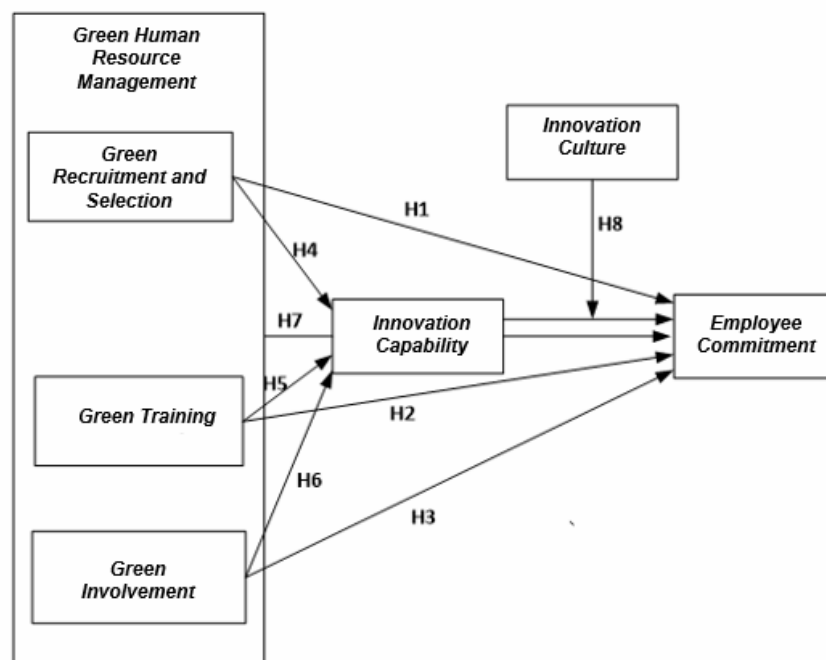 Green Human
Resource
Management
Green
Recruitment and
Selection
Innovation
Culture
H1
H8
H4
H7
Innovation
Capability
Employee
Commitment
H5
Green Training
H2
H6
H3
Green
Involvement